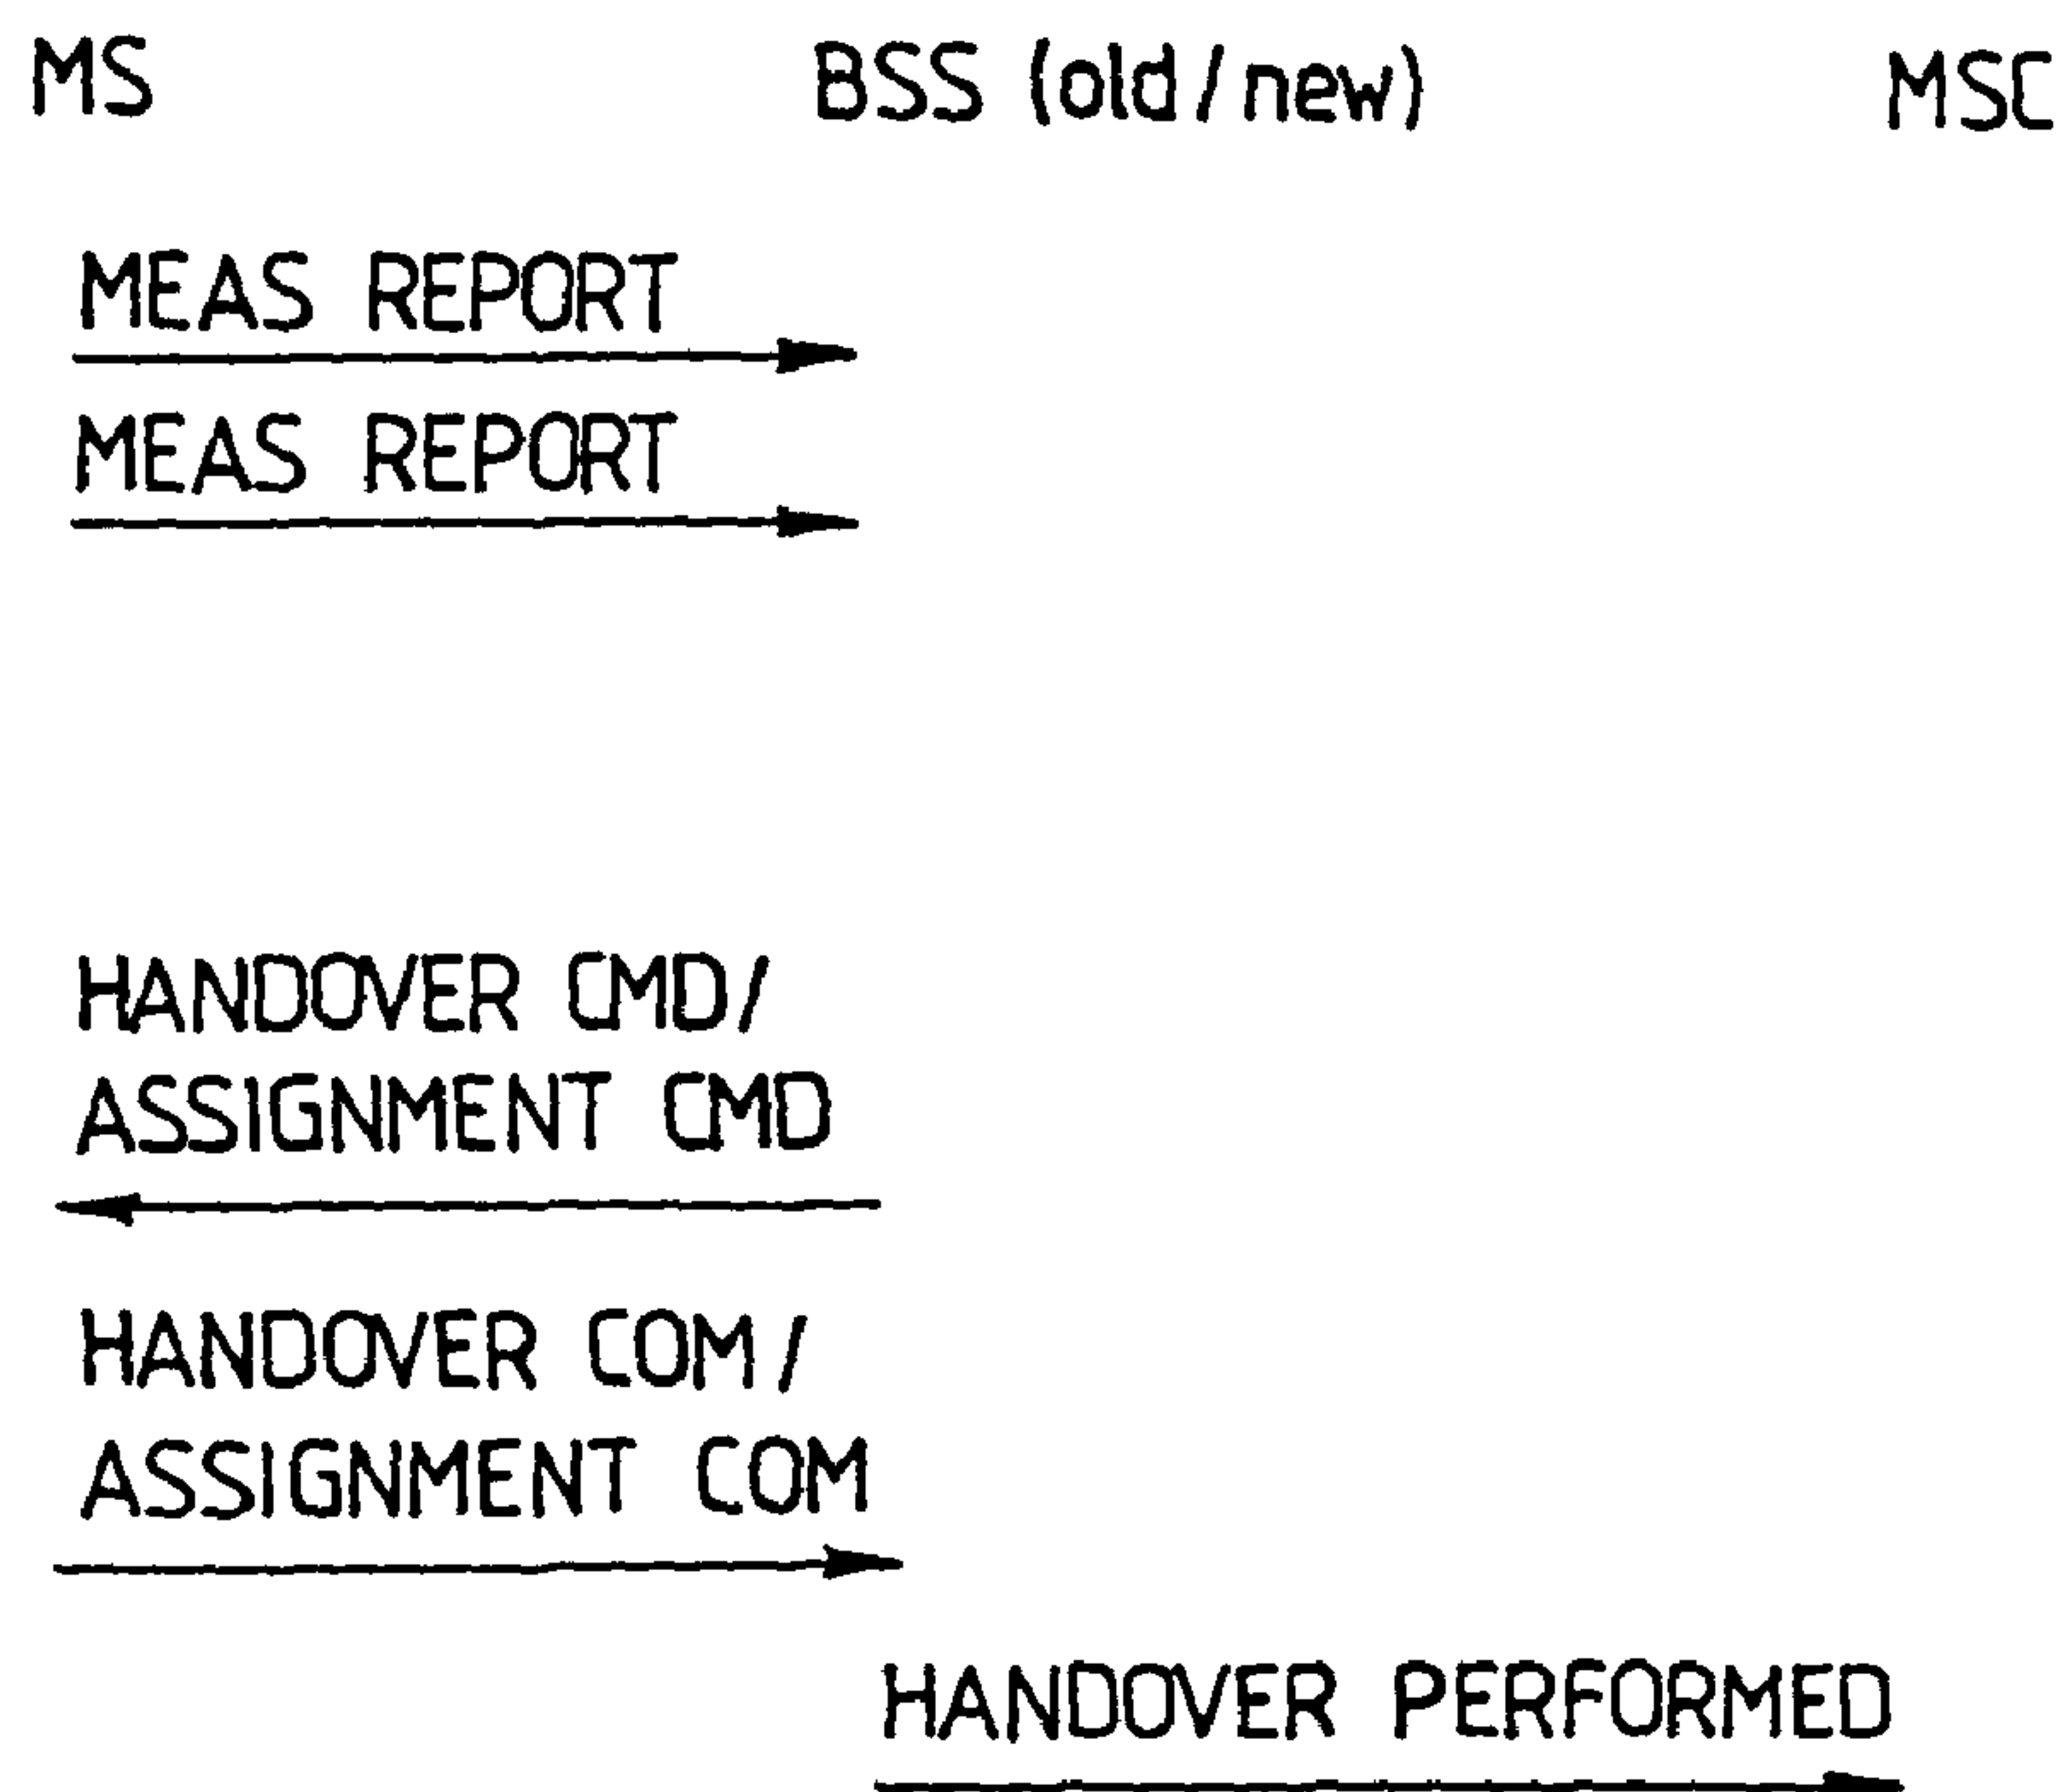 MS BSS (old/new) MSC
MEAS REPORT
MEAS REPORT
HANDOVER CMD/
ASSIGNMENT CMD
HANDOVER COM/
ASSIGNMENT COM
HANDOVER PERFORMED